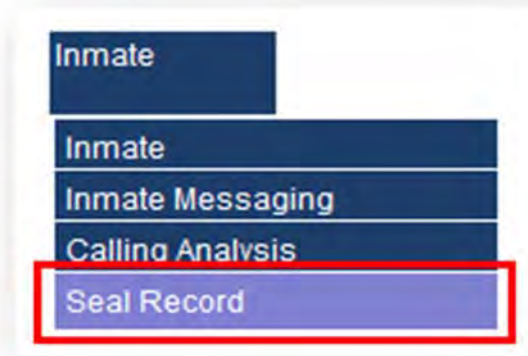 Inmate
Inmate
Inmate Messaging
Calling Analysis
Seal Record